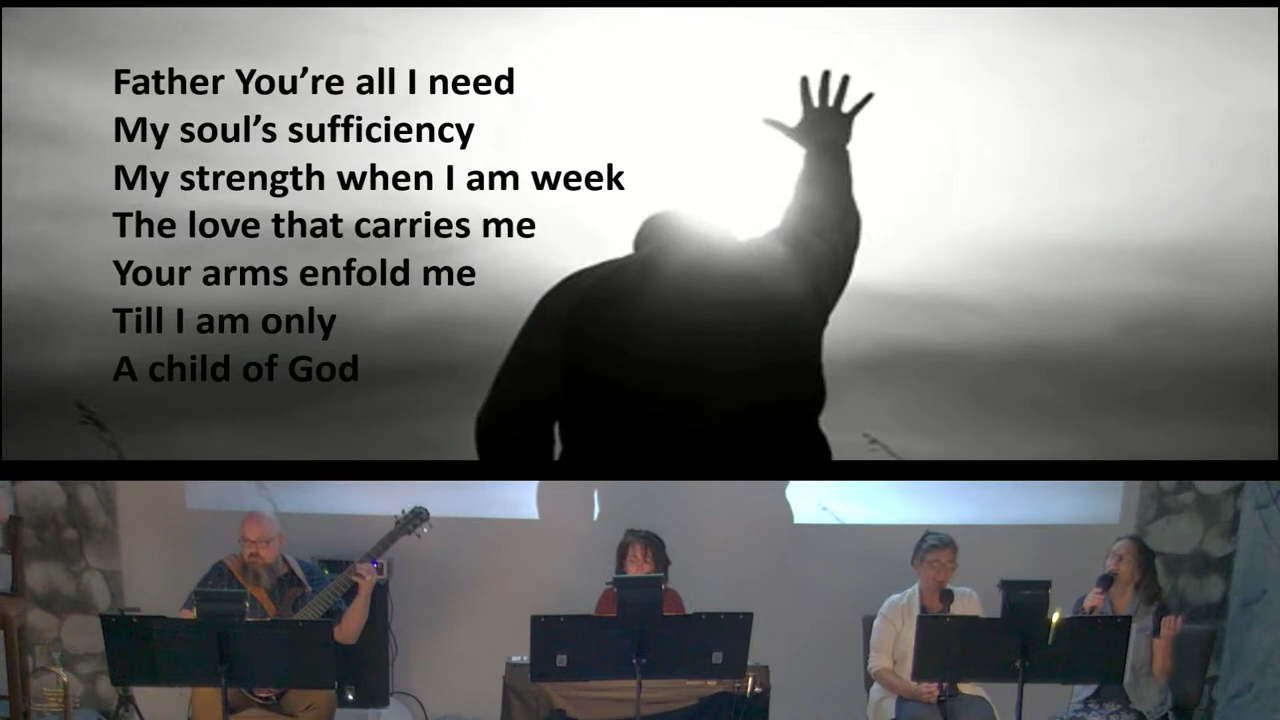 Father You’re all I need
My soul’s sufficiency
My strength when I am week
The love that carries me
Your arms enfold me
Till I am only
A child of God